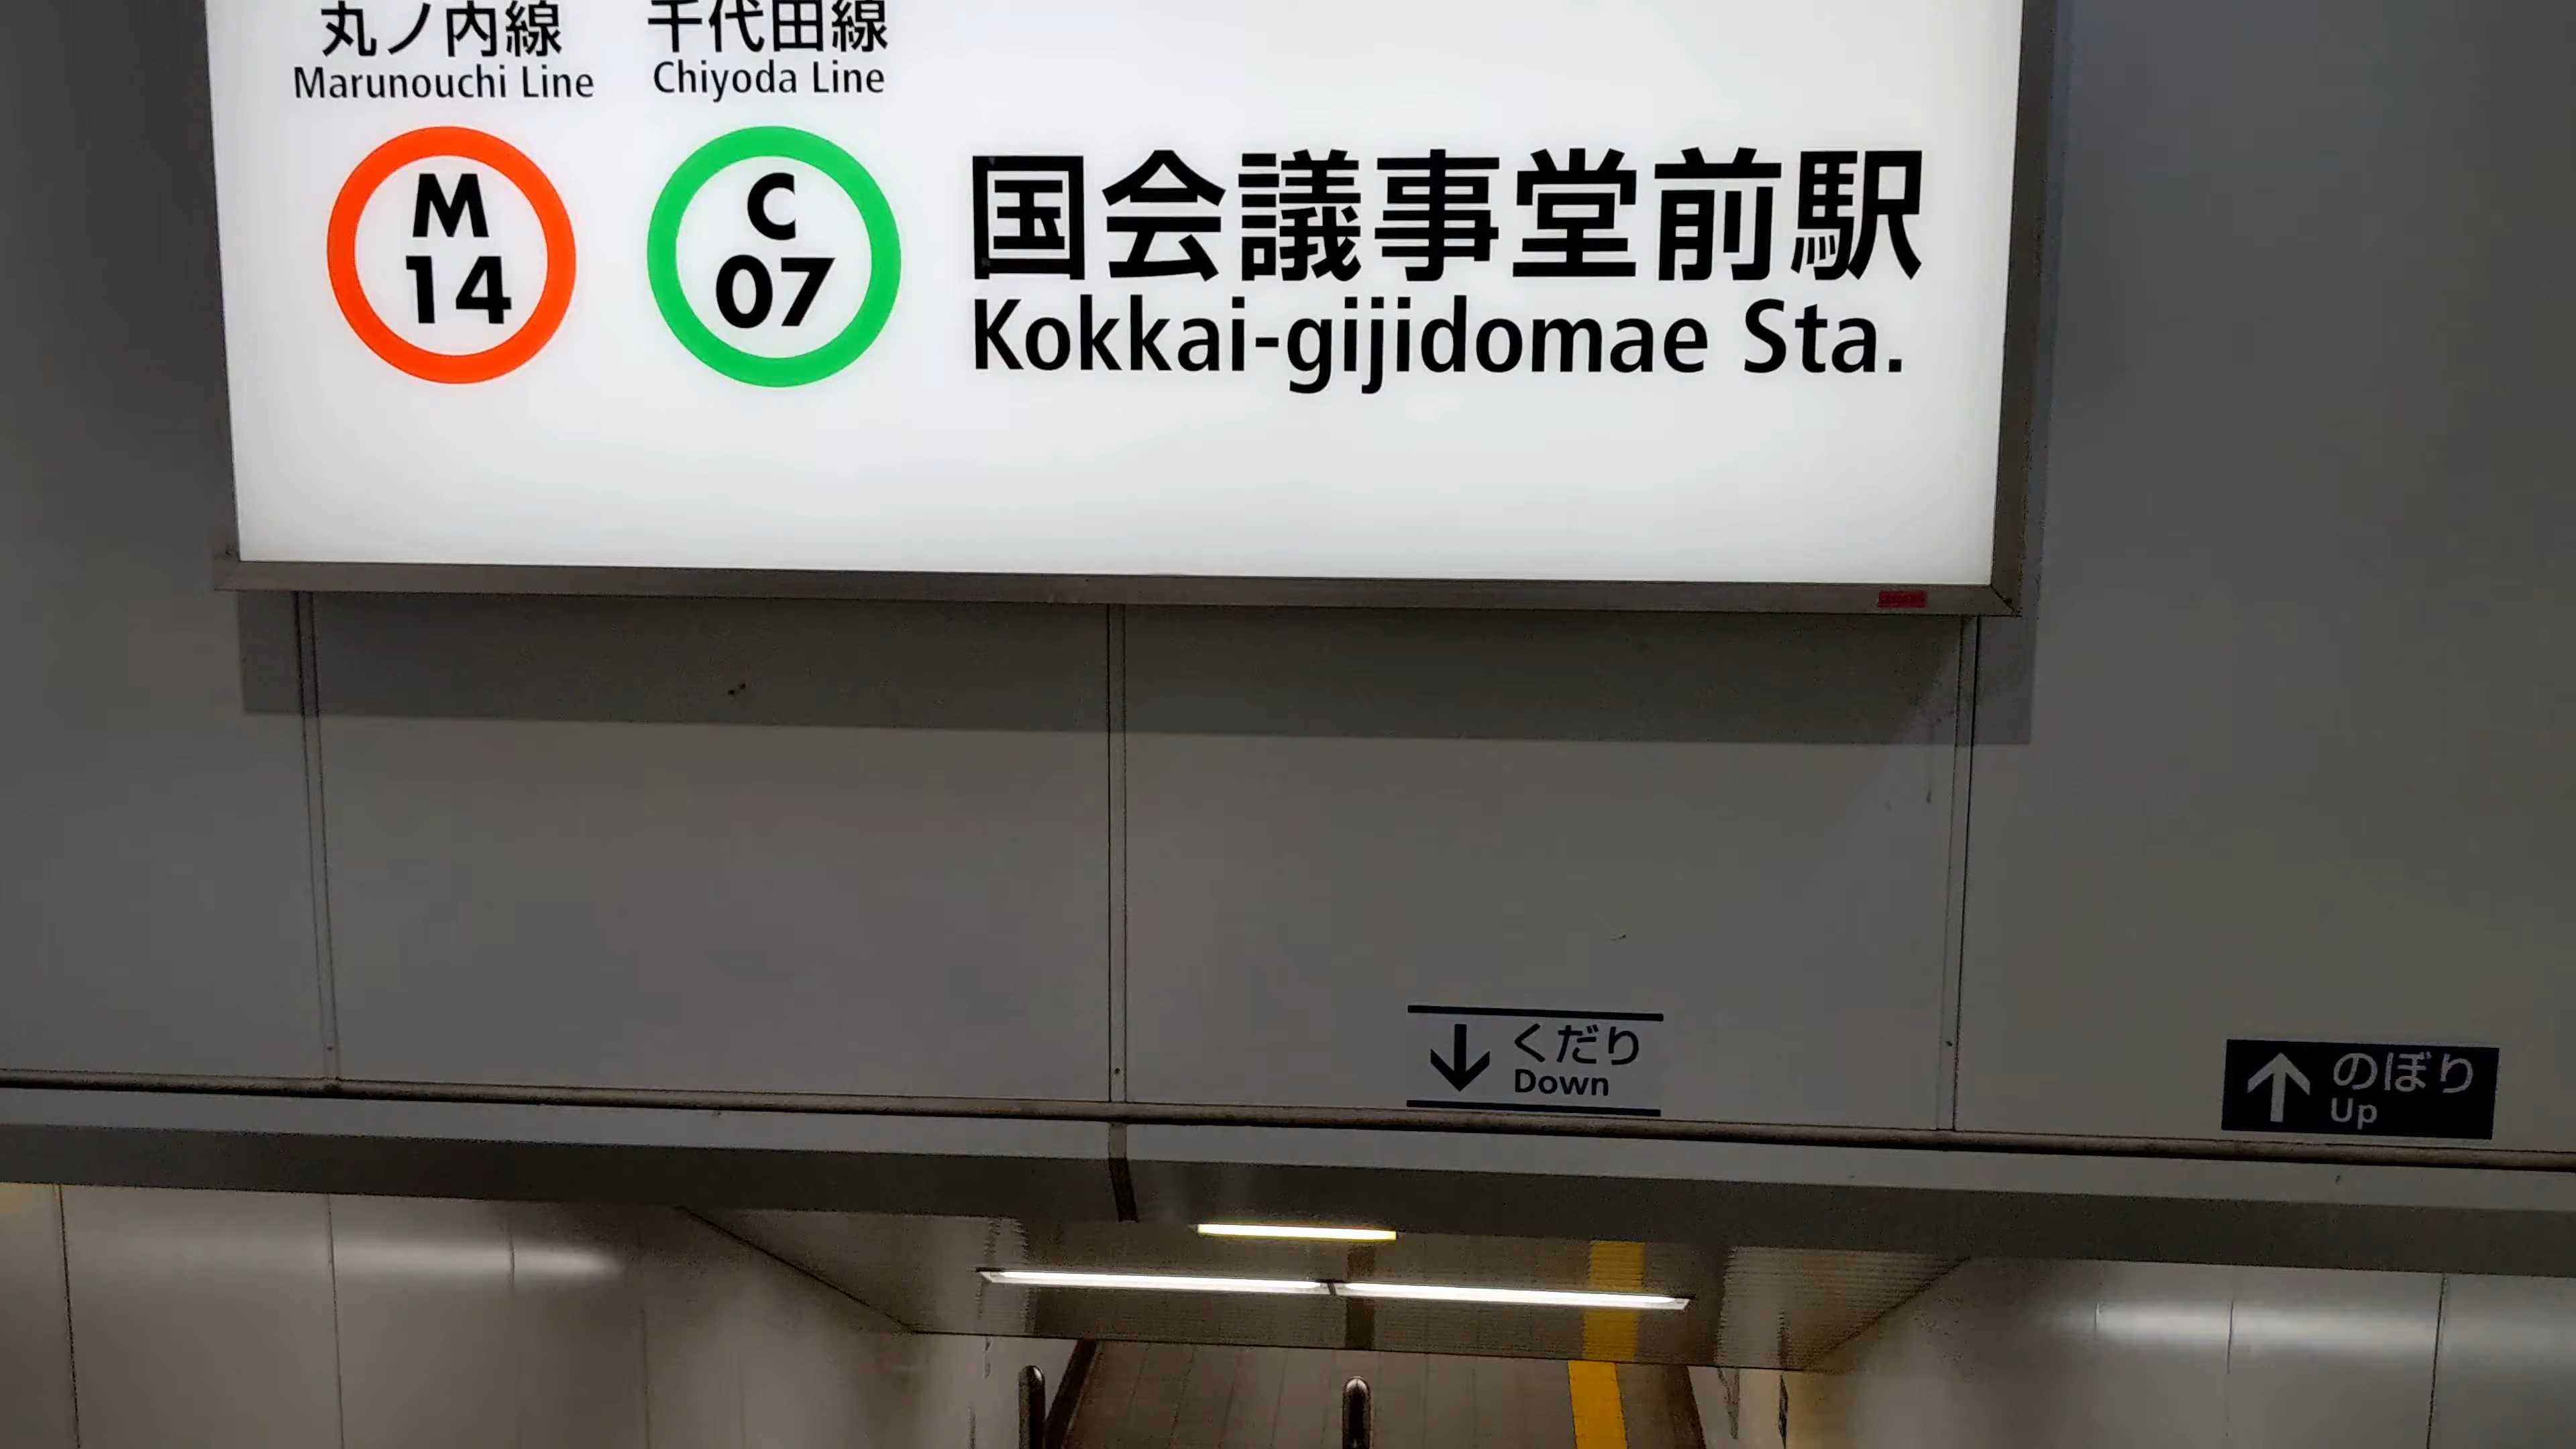 丸ノ内線
Marunouchi Line
千代田線
Chiyoda Line
M
14
C
07
国会議事堂前駅
Kokkai-gijidomae Sta.
くだり
Down
のぼり
Up